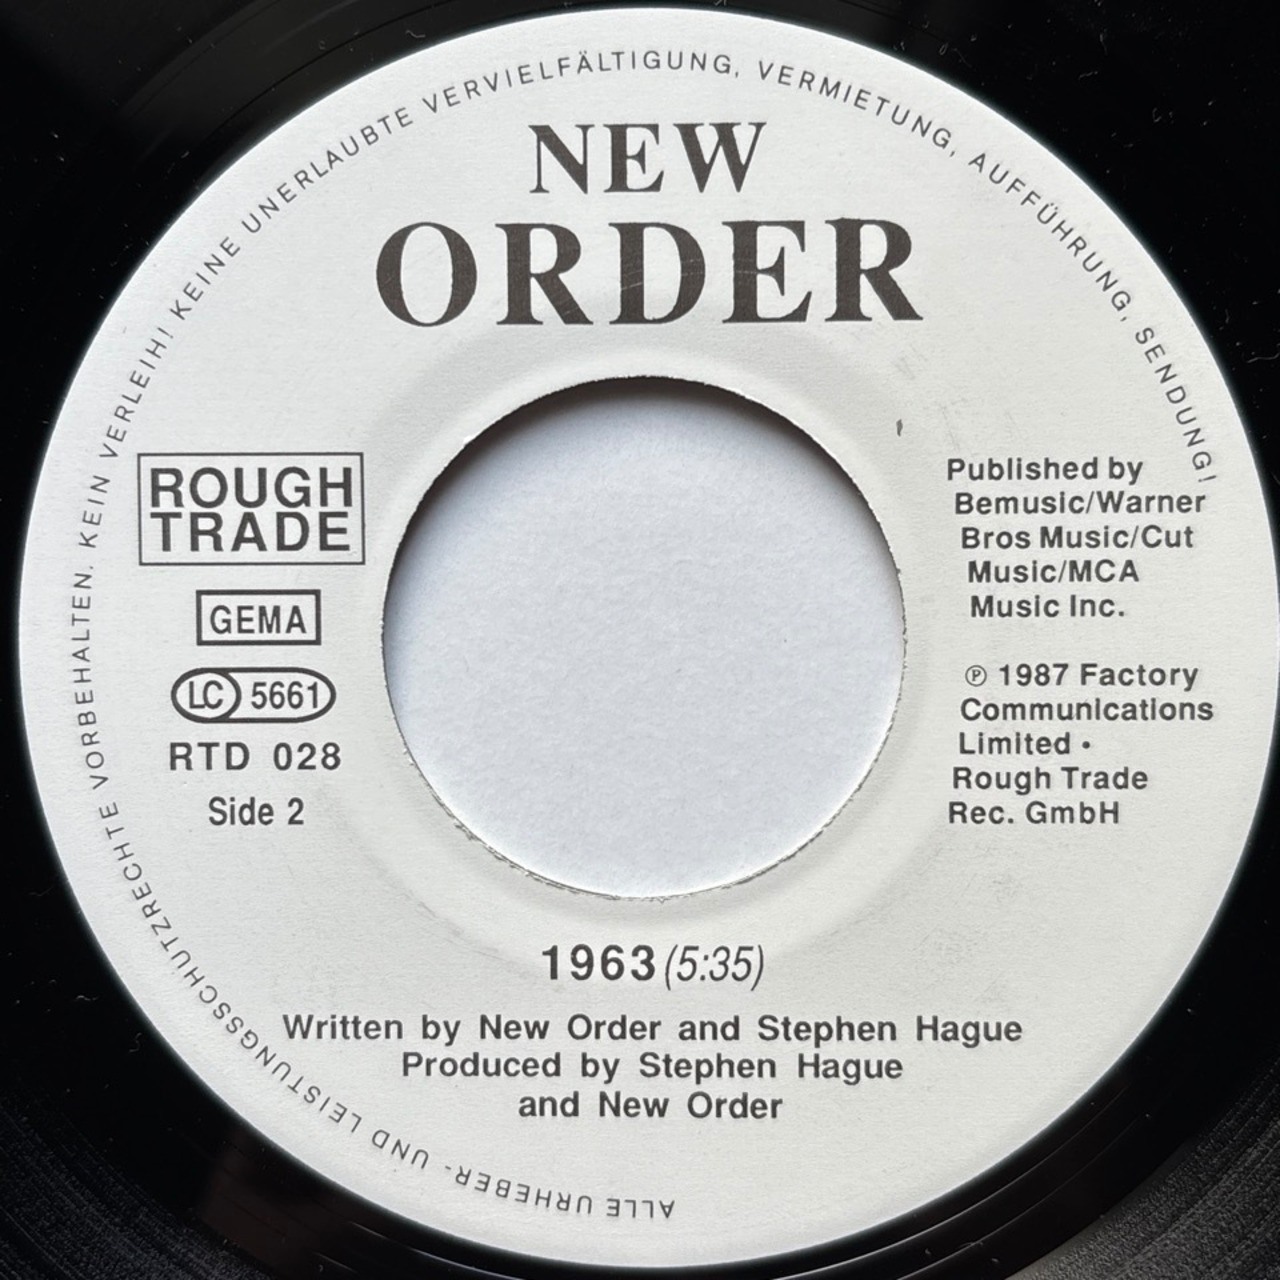 ALLE URHEBER- UND LEISTUNGSSCHUTZRECHTE VORBEHALTEN. KEIN VERLEIH! KEINE UNERLAUBTE VERVIELFÄLTIGUNG, VERMIETUNG, AUFFÜHRUNG, SENDUNG!
NEW
ORDER
ROUGH
TRADE
GEMA
LC 5661
RTD 028
Side 2
Published by
Bemusic/Warner
Bros Music/Cut
Music/MCA
Music Inc.
℗ 1987 Factory
Communications
Limited •
Rough Trade
Rec. GmbH
1963 (5:35)
Written by New Order and Stephen Hague
Produced by Stephen Hague
and New Order